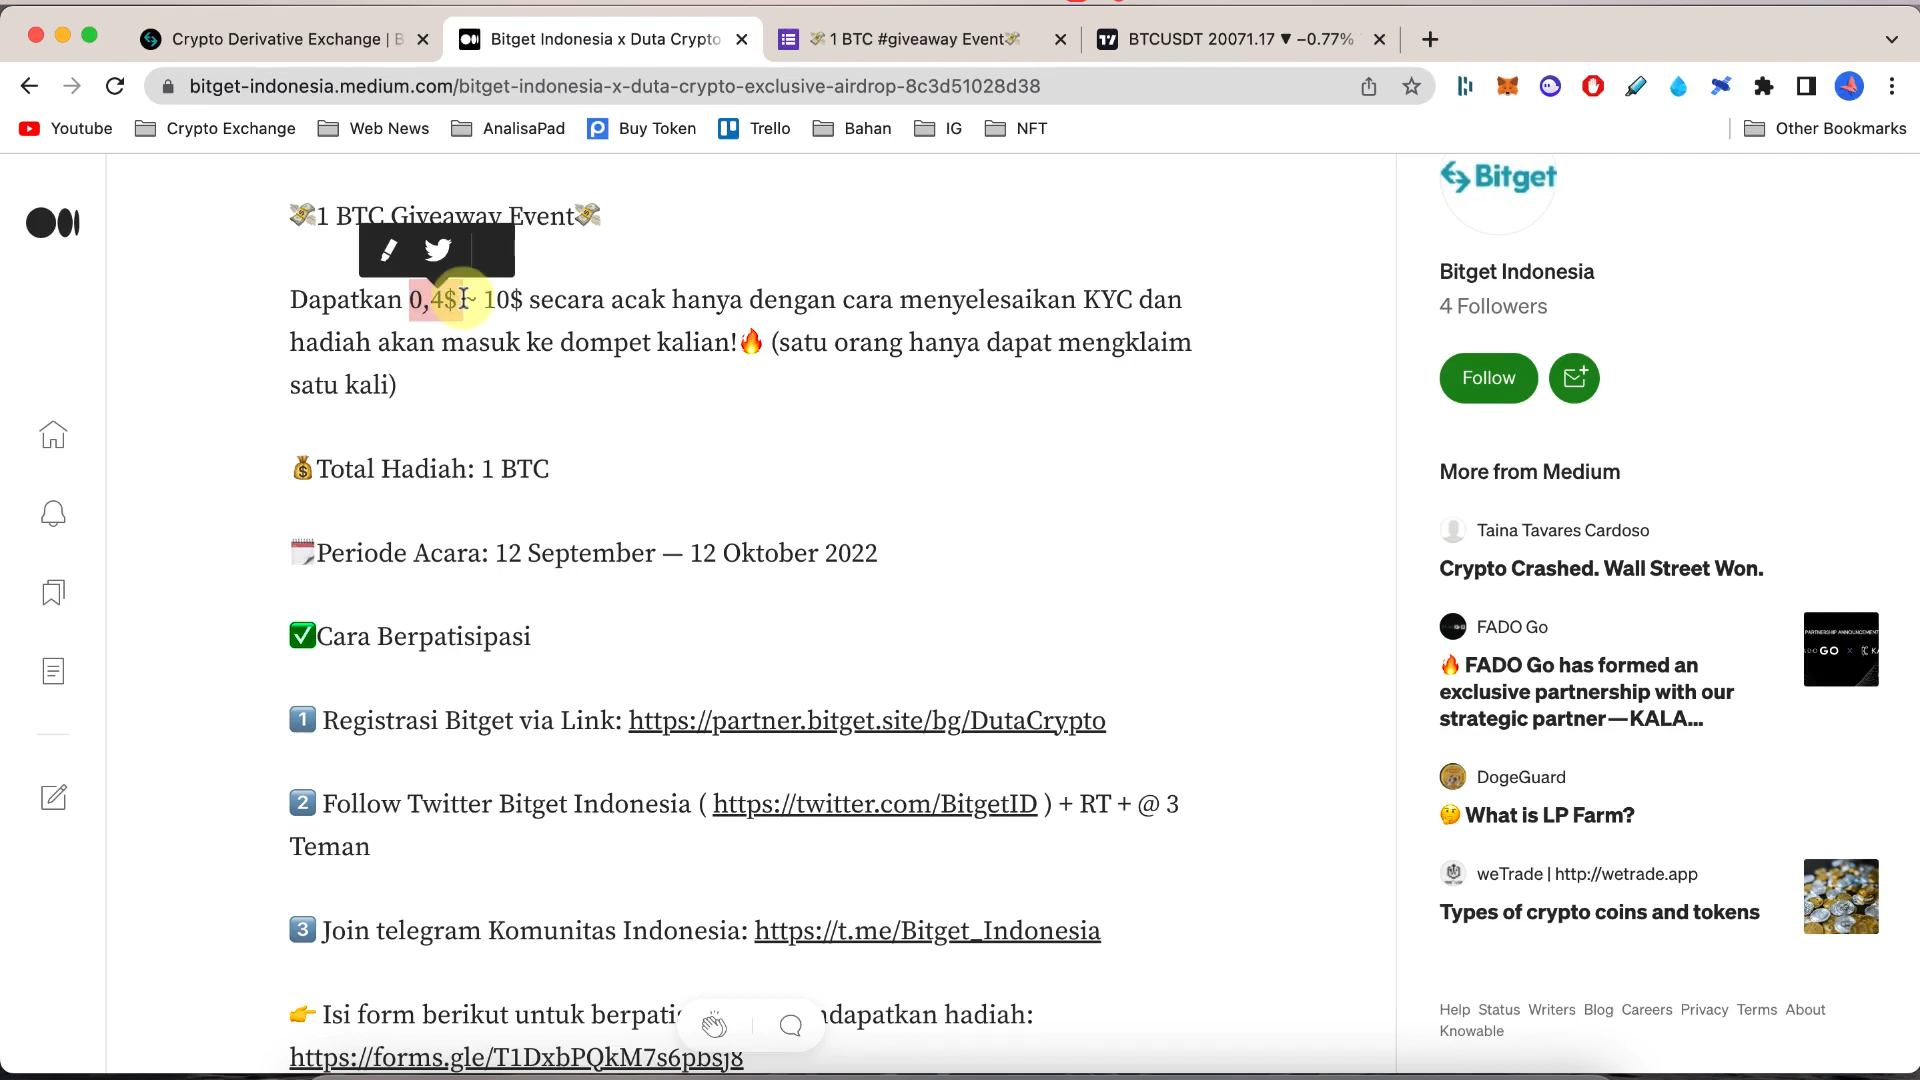 Crypto Derivative Exchange | B
Bitget Indonesia x Duta Crypto
💸 1 BTC #giveaway Event💸
BTCUSDT 20071.17 ▼ −0.77%
bitget-indonesia.medium.com/bitget-indonesia-x-duta-crypto-exclusive-airdrop-8c3d51028d38
Youtube
Crypto Exchange
Web News
AnalisaPad
Buy Token
Trello
Bahan
IG
NFT
Other Bookmarks
💸1 BTC Giveaway Event💸
Dapatkan 0,4$ ~ 10$ secara acak hanya dengan cara menyelesaikan KYC dan
hadiah akan masuk ke dompet kalian!🔥 (satu orang hanya dapat mengklaim
satu kali)
💰Total Hadiah: 1 BTC
🗓Periode Acara: 12 September — 12 Oktober 2022
✅Cara Berpatisipasi
1️⃣ Registrasi Bitget via Link: https://partner.bitget.site/bg/DutaCrypto
2️⃣ Follow Twitter Bitget Indonesia ( https://twitter.com/BitgetID ) + RT + @ 3
Teman
3️⃣ Join telegram Komunitas Indonesia: https://t.me/Bitget_Indonesia
👉 Isi form berikut untuk berpati ndapatkan hadiah:
https://forms.gle/T1DxbPQkM7s6pbsj8
Bitget
Bitget Indonesia
4 Followers
Follow
More from Medium
Taina Tavares Cardoso
Crypto Crashed. Wall Street Won.
FADO Go
🔥 FADO Go has formed an
exclusive partnership with our
strategic partner—KALA...
PARTNERSHIP ANNOUNCEMENT
GO X KA
DogeGuard
🤔 What is LP Farm?
weTrade | http://wetrade.app
Types of crypto coins and tokens
Help Status Writers Blog Careers Privacy Terms About
Knowable